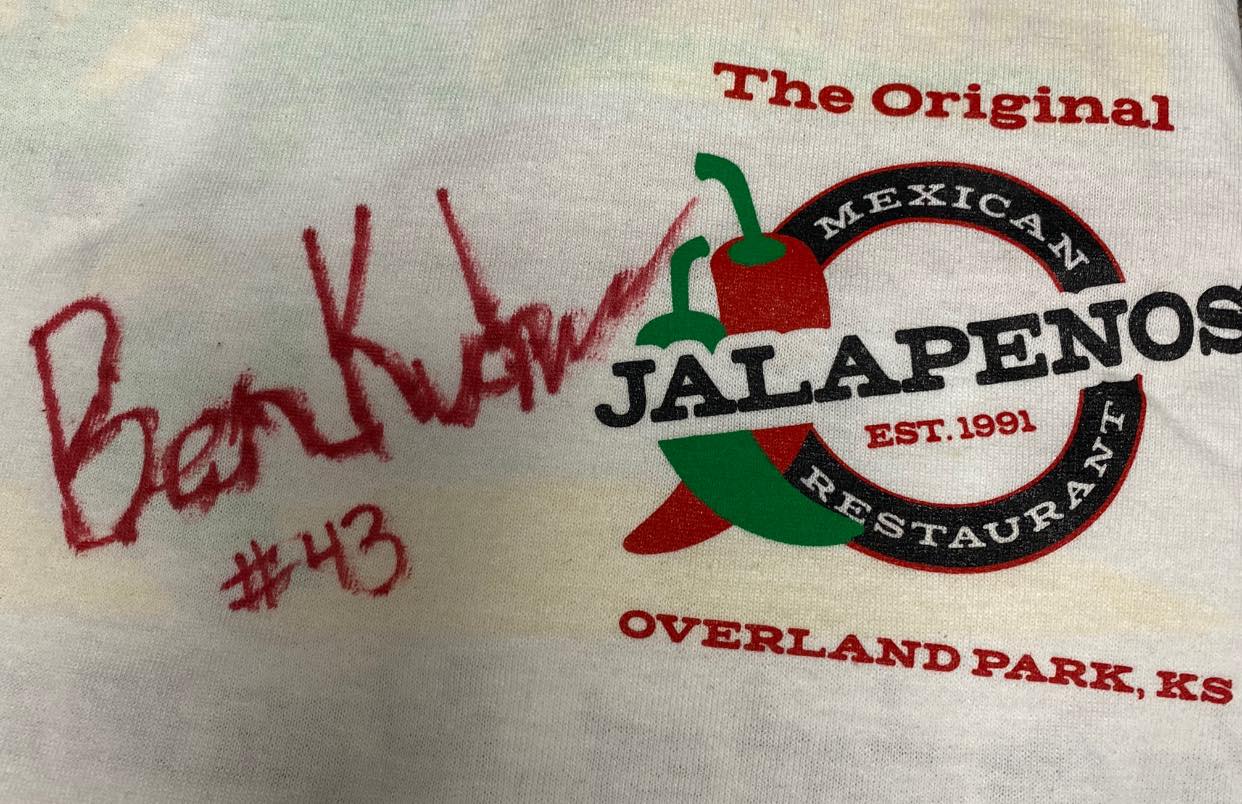 Ben
#43
The Original
MEXICAN
JALAPENOS
EST. 1991
RESTAURANT
OVERLAND PARK, KS